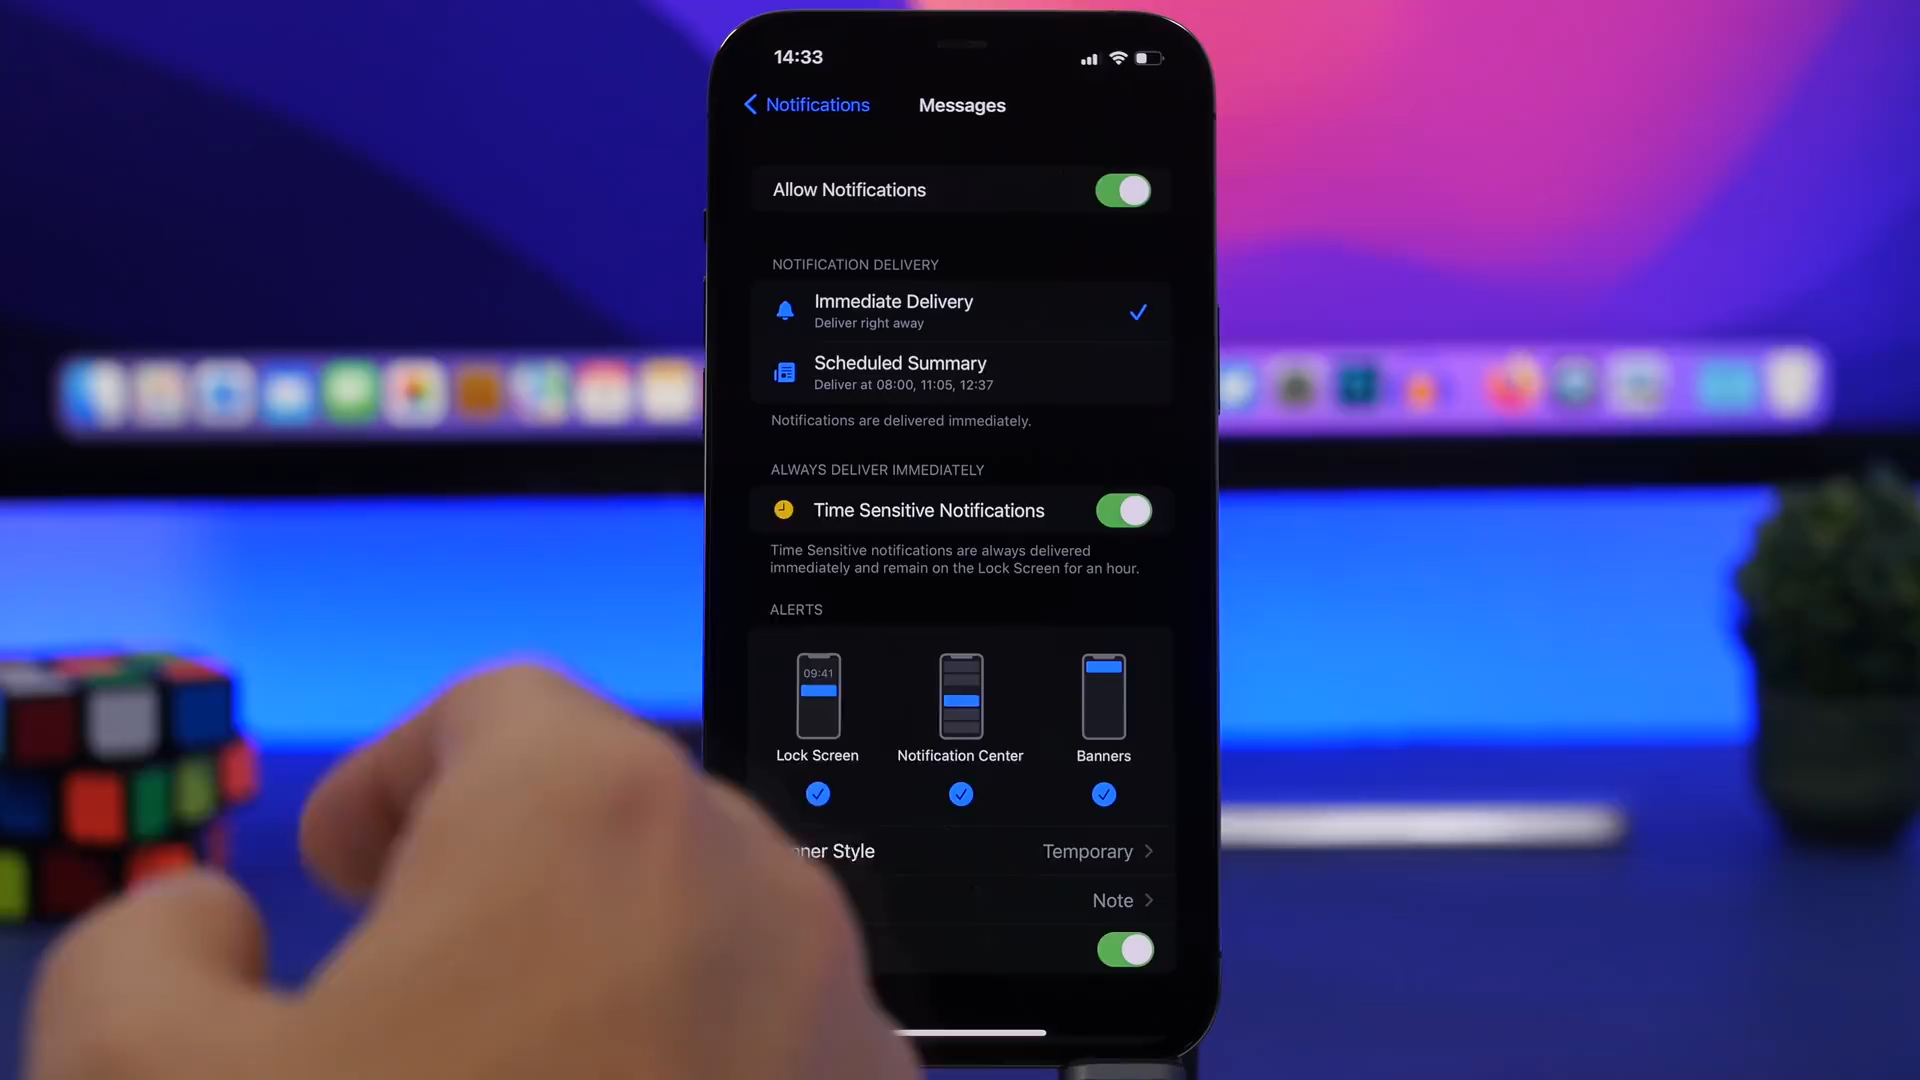 14:33
Notifications
Messages
Allow Notifications
NOTIFICATION DELIVERY
Immediate Delivery
Deliver right away
Scheduled Summary
Deliver at 08:00, 11:05, 12:37
Notifications are delivered immediately.
ALWAYS DELIVER IMMEDIATELY
Time Sensitive Notifications
Time Sensitive notifications are always delivered
immediately and remain on the Lock Screen for an hour.
ALERTS
09:41
Lock Screen Notification Center Banners
Style Temporary
Note